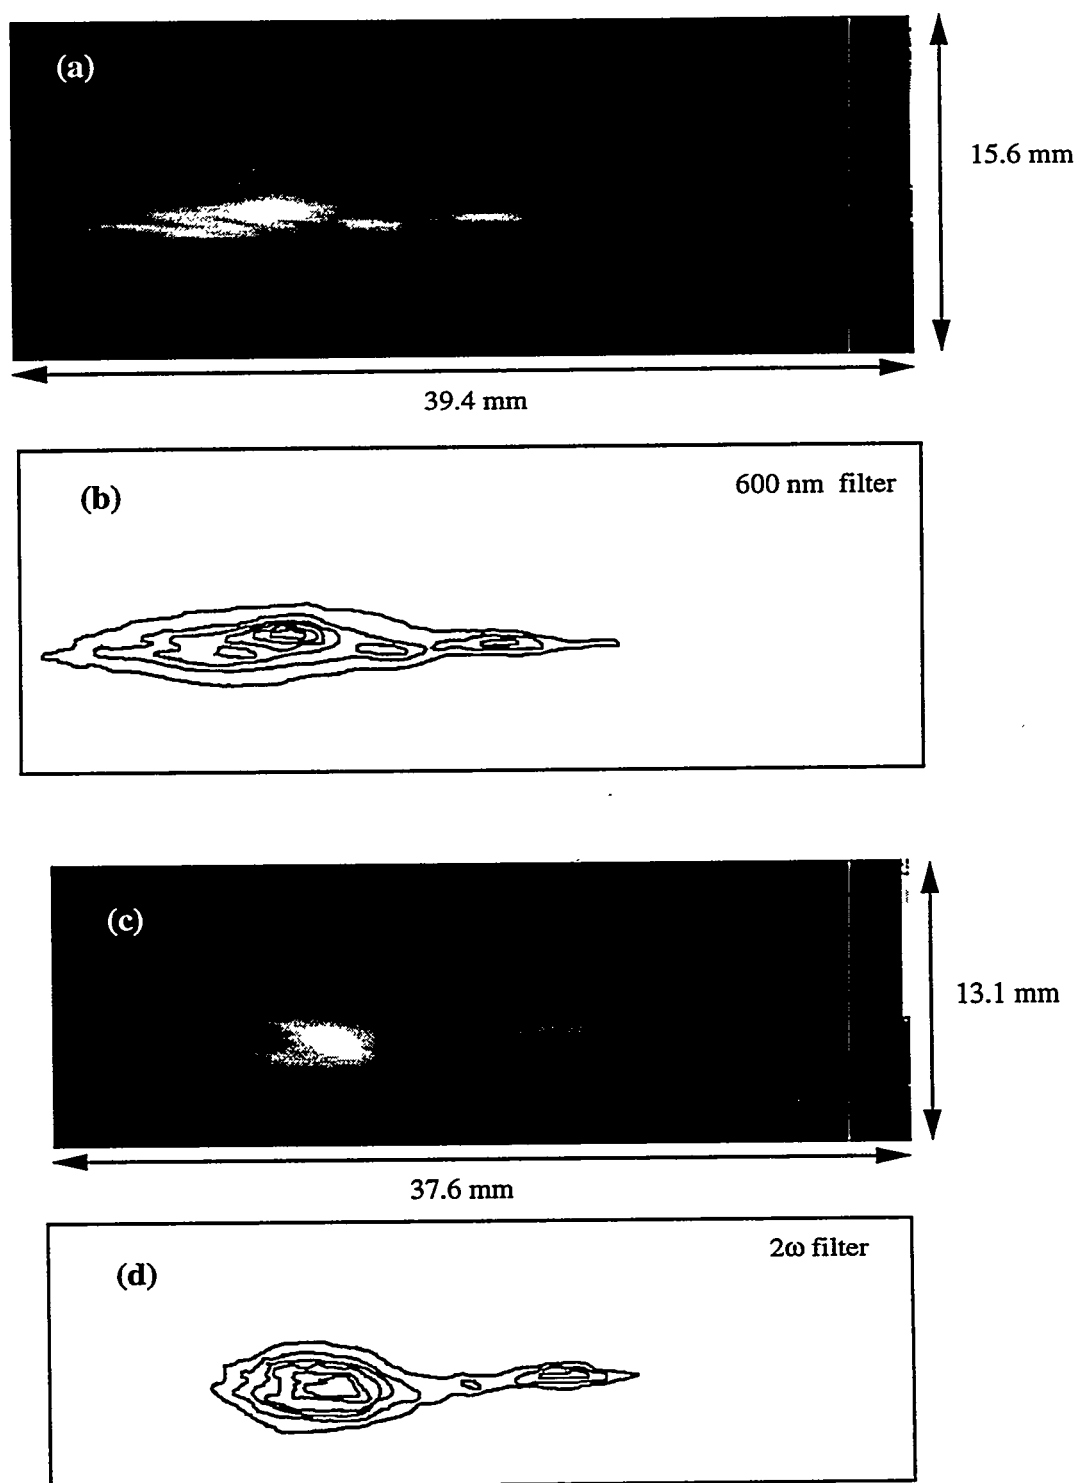 (a)
15.6 mm
39.4 mm
(b)
600 nm filter
(c)
13.1 mm
37.6 mm
2ω filter
(d)